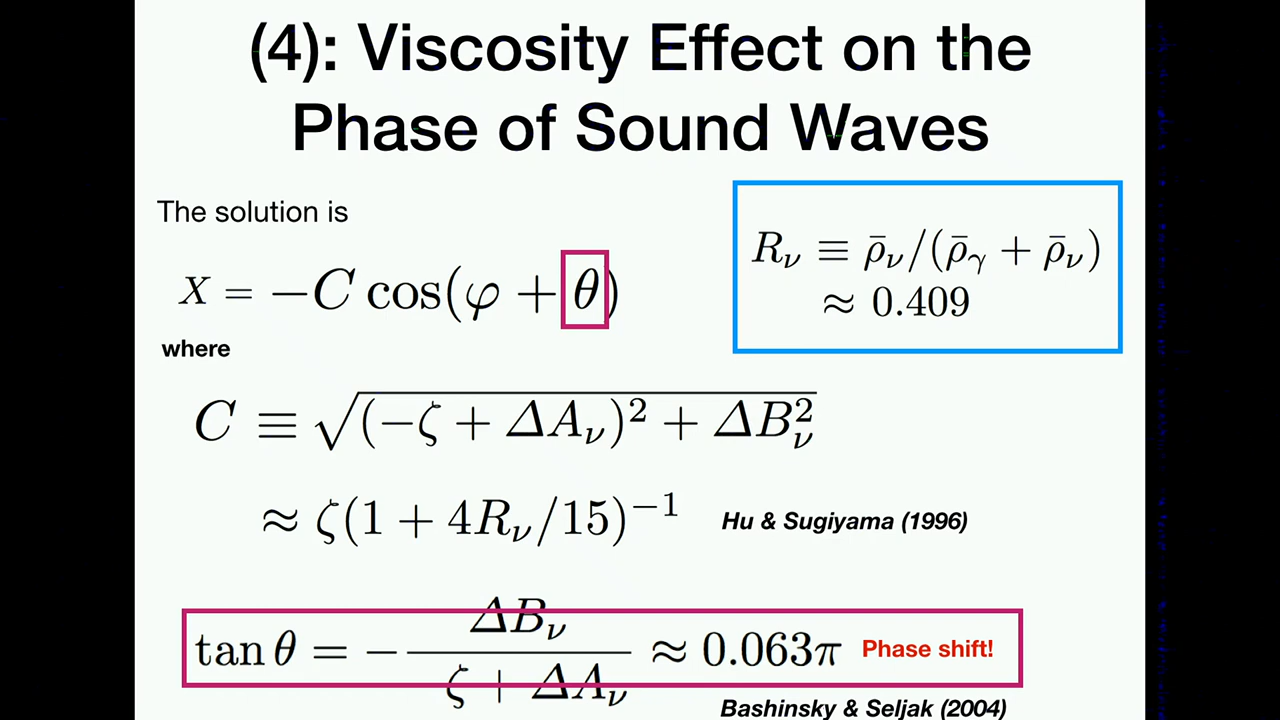 (4): Viscosity Effect on the
Phase of Sound Waves
The solution is
X = −C cos(φ + θ)
R_ν ≡ ρ̄_ν/(ρ̄_γ + ρ̄_ν)
≈ 0.409
where
C ≡ √((−ζ + ΔA_ν)² + ΔB_ν²)
≈ ζ(1 + 4R_ν/15)⁻¹
Hu & Sugiyama (1996)
tan θ = − ΔB_ν / (ζ + ΔA_ν) ≈ 0.063π Phase shift!
Bashinsky & Seljak (2004)